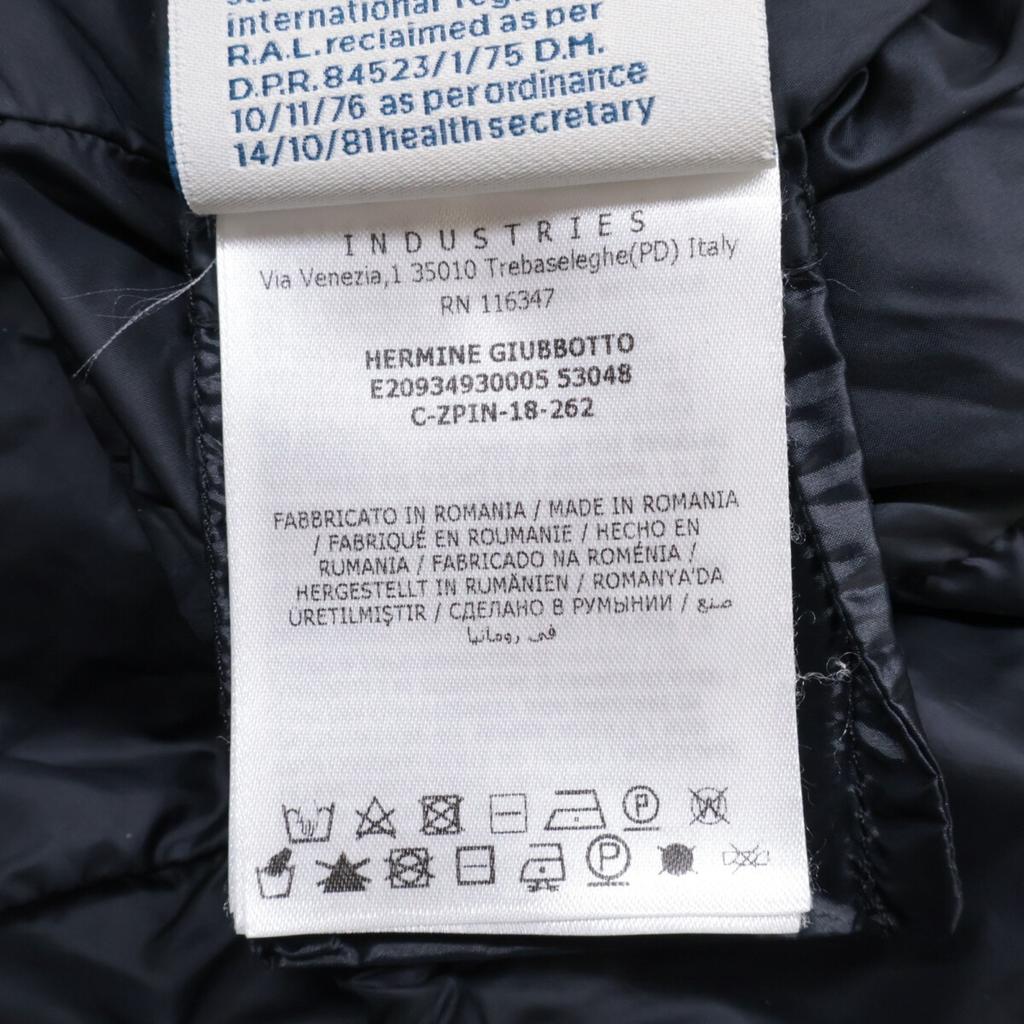 international
R.A.L. reclaimed as per
D.P.R. 84523/1/75 D.M.
10/11/76 as per ordinance
14/10/81 health secretary
INDUSTRIES
Via Venezia,1 35010 Trebaseleghe(PD) Italy
RN 116347
HERMINE GIUBBOTTO
E20934930005 53048
C-ZPIN-18-262
FABBRICATO IN ROMANIA / MADE IN ROMANIA
/ FABRIQUÉ EN ROUMANIE / HECHO EN
RUMANIA / FABRICADO NA ROMÉNIA /
HERGESTELLT IN RUMÄNIEN / ROMANYA'DA
ÜRETILMIŞTIR / СДЕЛАНО В РУМЫНИИ / صنع
في رومانيا
P W
P